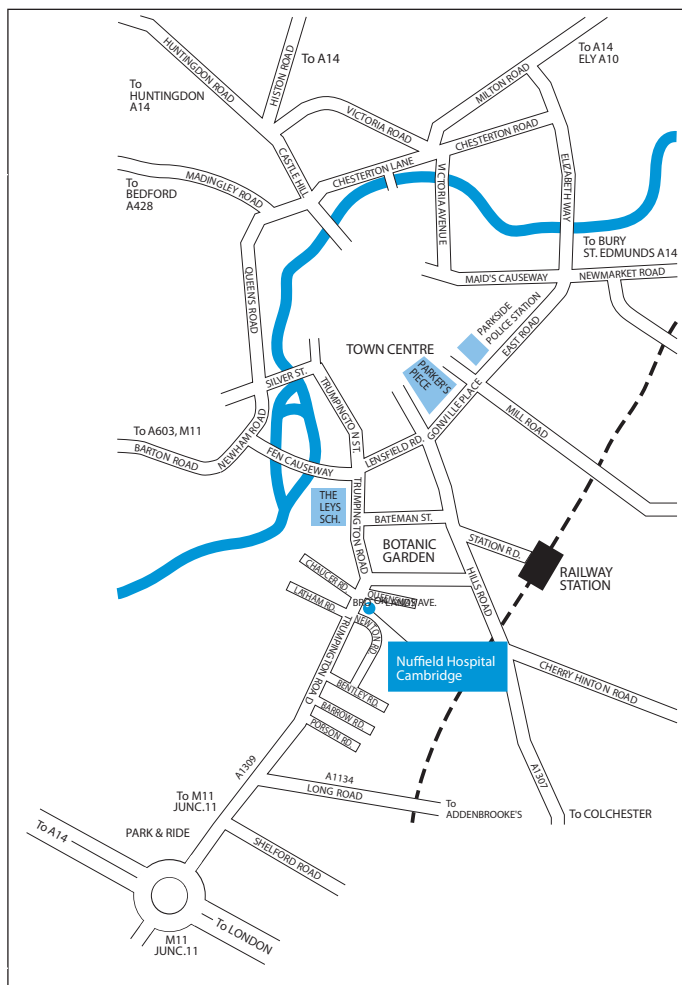 To A14
To A14
ELY A10
HUNTINGDON ROAD
HISTON ROAD
To
HUNTINGDON
A14
MILTON ROAD
VICTORIA ROAD
CHESTERTON ROAD
CASTLE HILL
CHESTERTON LANE
VICTORIA AVENUE
ELIZABETH WAY
MADINGLEY ROAD
To
BEDFORD
A428
To BURY
ST. EDMUNDS A14
QUEEN'S ROAD
MAID'S CAUSEWAY
NEWMARKET ROAD
PARKSIDE
POLICE STATION
EAST ROAD
TOWN CENTRE
PARKER'S
PIECE
SILVER ST.
TRUMPINGTON ST.
GONVILLE PLACE
MILL ROAD
To A603, M11
BARTON ROAD
NEWHAM ROAD
FEN CAUSEWAY
LENSFIELD RD.
THE
LEYS
SCH.
TRUMPINGTON ROAD
BATEMAN ST.
BOTANIC
GARDEN
STATION RD.
RAILWAY
STATION
CHAUCER RD.
LATHAM RD.
HILLS ROAD
NEWTON RD.
TRUMPINGTON ROAD
Nuffield Hospital
Cambridge
BENTLEY RD.
BARROW RD.
PORSON RD.
CHERRY HINTON ROAD
A1309
A1134
LONG ROAD
A1307
To M11
JUNC.11
To
ADDENBROOKE'S
To COLCHESTER
PARK & RIDE
To A14
SHELFORD ROAD
To LONDON
M11
JUNC.11